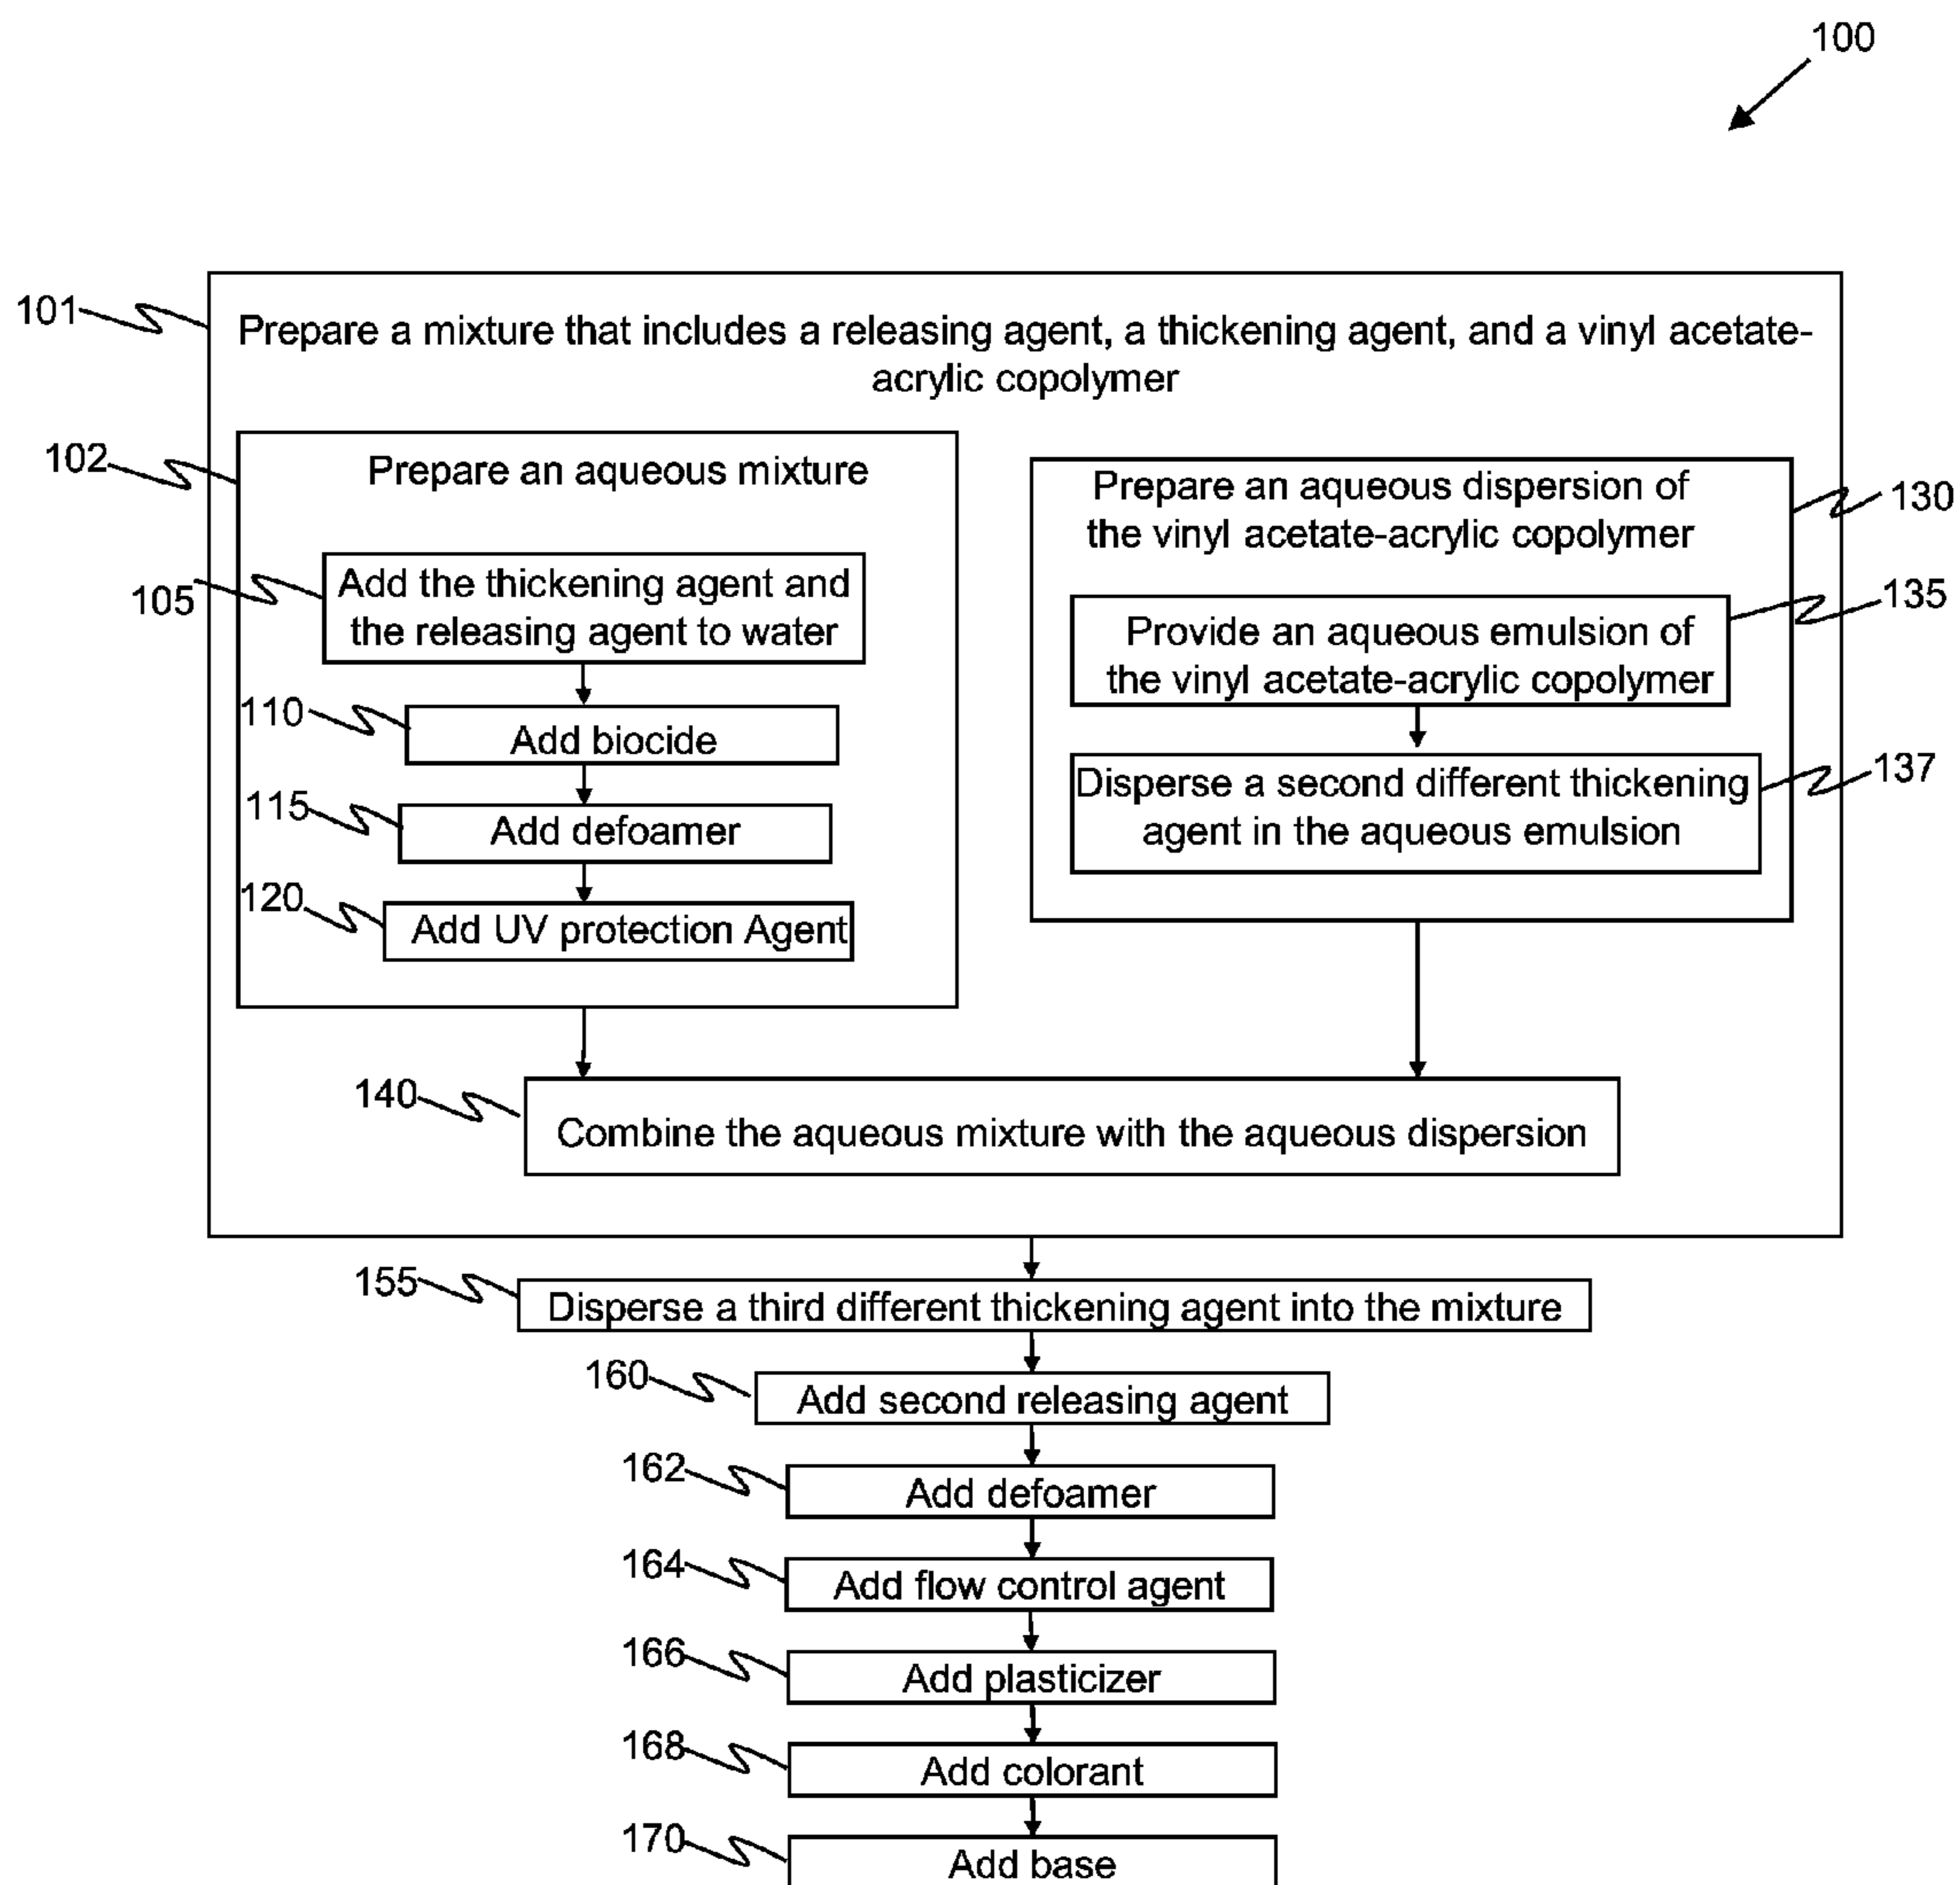 100
101
Prepare a mixture that includes a releasing agent, a thickening agent, and a vinyl acetate-
acrylic copolymer
102
Prepare an aqueous mixture
105
Add the thickening agent and
the releasing agent to water
110
Add biocide
115
Add defoamer
120
Add UV protection Agent
Prepare an aqueous dispersion of
the vinyl acetate-acrylic copolymer
130
Provide an aqueous emulsion of
the vinyl acetate-acrylic copolymer
135
Disperse a second different thickening
agent in the aqueous emulsion
137
140
Combine the aqueous mixture with the aqueous dispersion
155
Disperse a third different thickening agent into the mixture
160
Add second releasing agent
162
Add defoamer
164
Add flow control agent
166
Add plasticizer
168
Add colorant
170
Add base